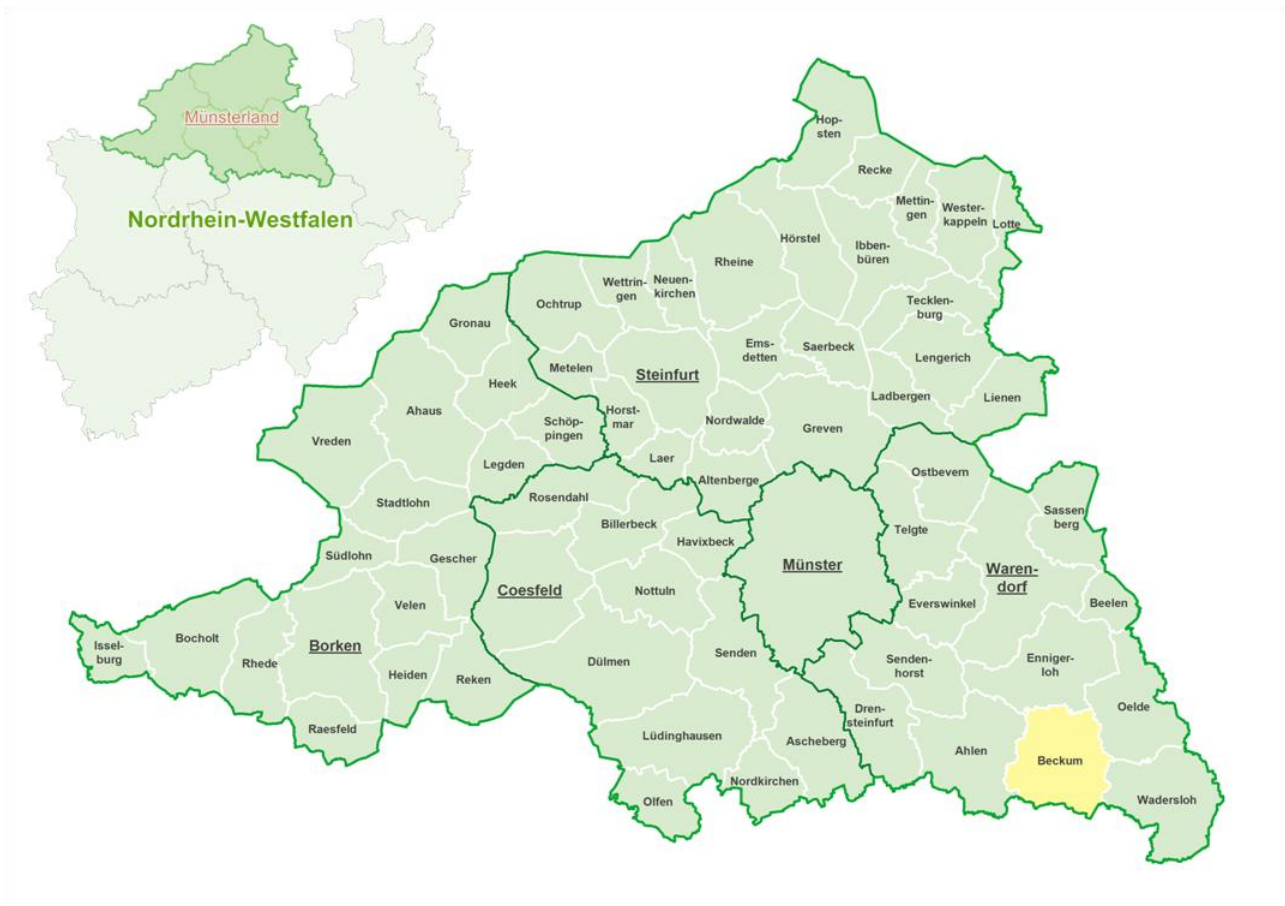 Münsterland
Nordrhein-Westfalen
Hop-
sten
Recke
Mettin-
gen
Wester-
kappeln
Lotte
Hörstel
Ibben-
büren
Rheine
Neuen-
kirchen
Wettrin-
gen
Ochtrup
Tecklen-
burg
Gronau
Ems-
detten
Saerbeck
Lengerich
Metelen
Steinfurt
Heek
Ladbergen
Lienen
Ahaus
Horst-
mar
Nordwalde
Greven
Schöp-
pingen
Vreden
Laer
Legden
Altenberge
Ostbevern
Stadtlohn
Rosendahl
Billerbeck
Sassen
berg
Telgte
Havixbeck
Südlohn
Gescher
Münster
Waren-
dorf
Coesfeld
Nottuln
Velen
Everswinkel
Beelen
Issel-
burg
Bocholt
Rhede
Borken
Senden
Dülmen
Senden-
horst
Enniger-
loh
Heiden
Reken
Oelde
Raesfeld
Dren-
steinfurt
Lüdinghausen
Ascheberg
Ahlen
Beckum
Nordkirchen
Olfen
Wadersloh